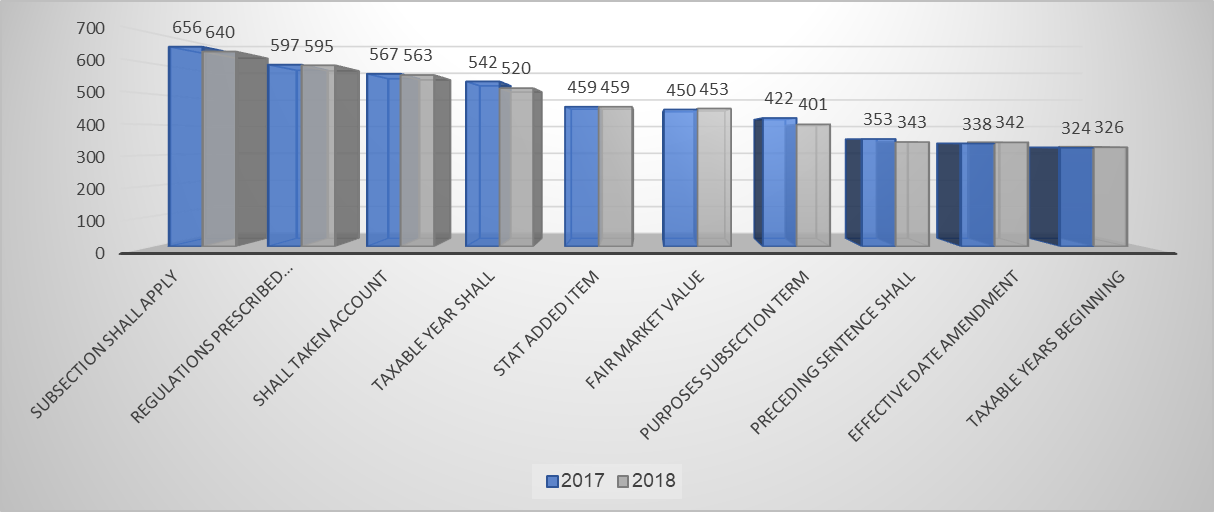 700
600
500
400
300
200
100
0
656 640
597 595
567 563
542 520
459 459
450 453
422 401
353 343
338 342
324 326
SUBSECTION SHALL APPLY
REGULATIONS PRESCRIBED...
SHALL TAKEN ACCOUNT
TAXABLE YEAR SHALL
STAT ADDED ITEM
FAIR MARKET VALUE
PURPOSES SUBSECTION TERM
PRECEDING SENTENCE SHALL
EFFECTIVE DATE AMENDMENT
TAXABLE YEARS BEGINNING
2017 2018